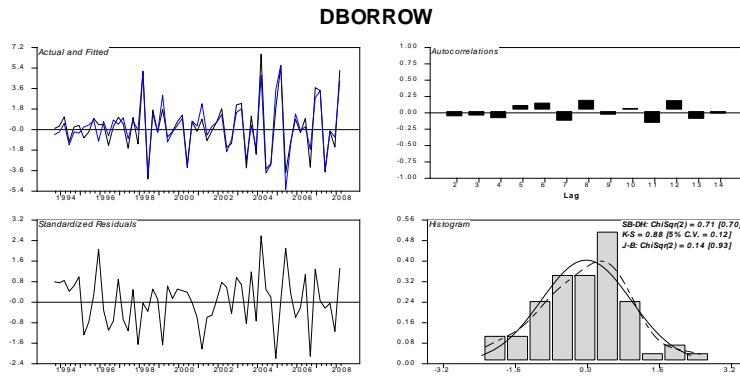 DBORROW
Actual and Fitted
7.2
5.4
3.6
1.8
-0.0
-1.8
-3.6
-5.4
1994 1996 1998 2000 2002 2004 2006 2008
Autocorrelations
1.00
0.75
0.50
0.25
0.00
-0.25
-0.50
-0.75
-1.00
2 3 4 5 6 7 8 9 10 11 12 13 14
Lag
Standardized Residuals
3.2
2.4
1.6
0.8
-0.0
-0.8
-1.6
-2.4
1994 1996 1998 2000 2002 2004 2006 2008
Histogram
SB-DH: ChiSqr(2) = 0.71 [0.70]
K-S = 0.88 [5% C.V. = 0.12]
J-B: ChiSqr(2) = 0.14 [0.93]
0.56
0.48
0.40
0.32
0.24
0.16
0.08
0.00
-3.2 -1.6 0.0 1.6 3.2